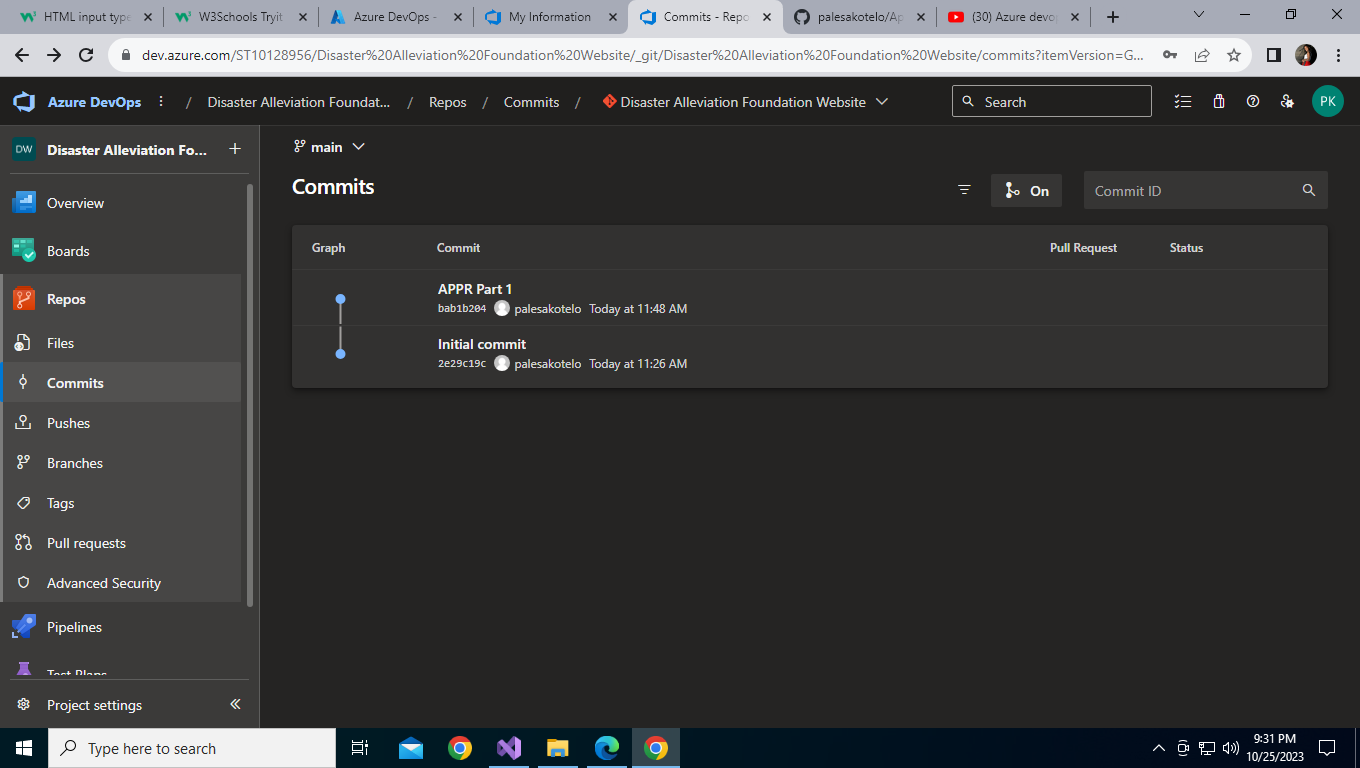 HTML input type
W3Schools Tryit
Azure DevOps -
My Information
Commits - Repo
palesakotelo/Ap
(30) Azure devo
dev.azure.com/ST10128956/Disaster%20Alleviation%20Foundation%20Website/_git/Disaster%20Alleviation%20Foundation%20Website/commits?itemVersion=G...
Azure DevOps / Disaster Alleviation Foundat... / Repos / Commits / Disaster Alleviation Foundation Website
Search
PK
DW Disaster Alleviation Fo... +
Overview
Boards
Repos
Files
Commits
Pushes
Branches
Tags
Pull requests
Advanced Security
Pipelines
Test Plans
Project settings
main
Commits
On
Commit ID
Graph Commit Pull Request Status
APPR Part 1
bab1b204 palesakotelo Today at 11:48 AM
Initial commit
2e29c19c palesakotelo Today at 11:26 AM
Type here to search
9:31 PM
10/25/2023